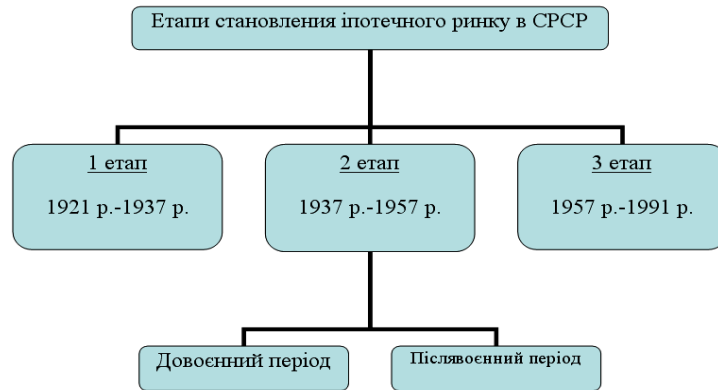 Етапи становлення іпотечного ринку в СРСР
1 етап
1921 р.-1937 р.
2 етап
1937 р.-1957 р.
3 етап
1957 р.-1991 р.
Довоєнний період
Післявоєнний період